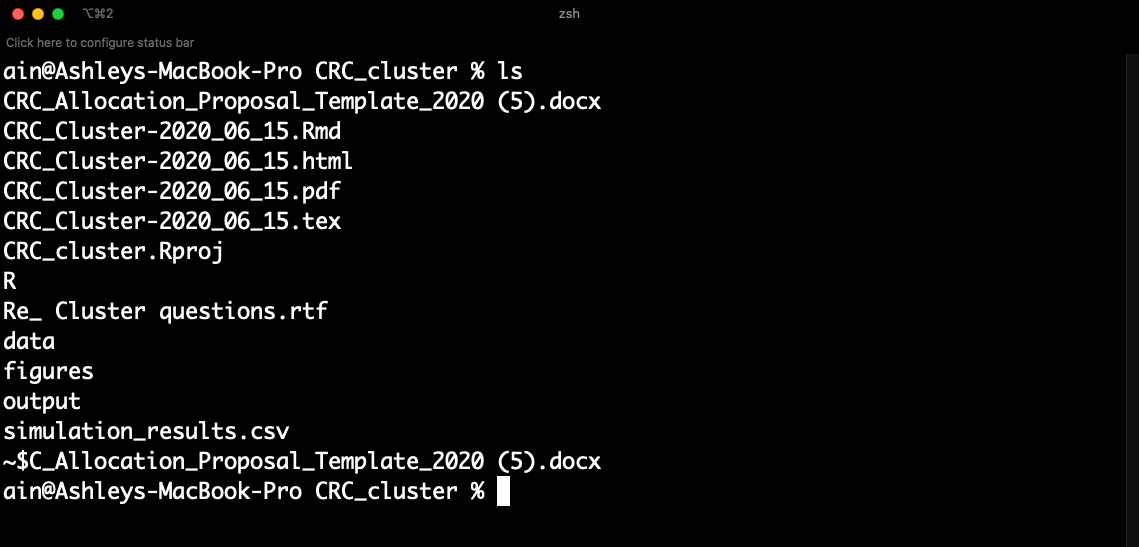 ⌥⌘2 zsh
Click here to configure status bar
ain@Ashleys-MacBook-Pro CRC_cluster % ls
CRC_Allocation_Proposal_Template_2020 (5).docx
CRC_Cluster-2020_06_15.Rmd
CRC_Cluster-2020_06_15.html
CRC_Cluster-2020_06_15.pdf
CRC_Cluster-2020_06_15.tex
CRC_cluster.Rproj
R
Re_ Cluster questions.rtf
data
figures
output
simulation_results.csv
~$C_Allocation_Proposal_Template_2020 (5).docx
ain@Ashleys-MacBook-Pro CRC_cluster %